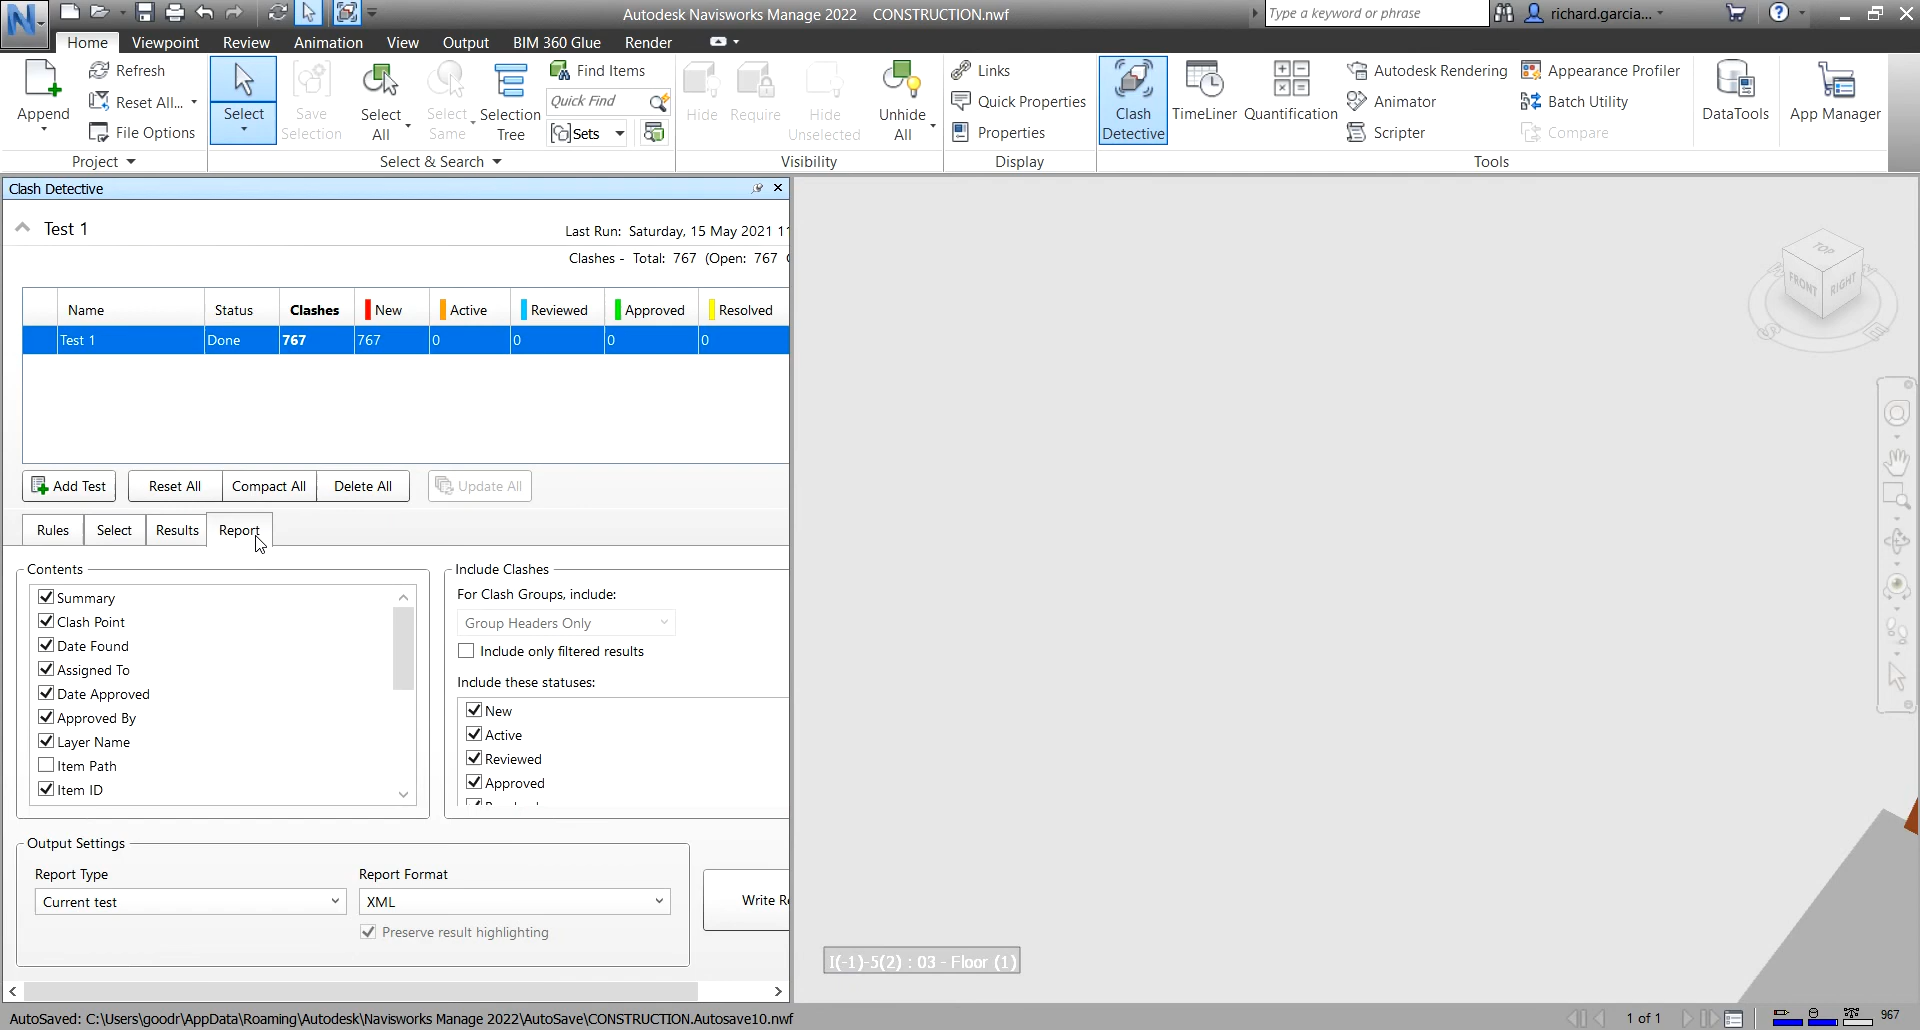 Autodesk Navisworks Manage 2022 CONSTRUCTION.nwf
Type a keyword or phrase
richard.garcia...
Home Viewpoint Review Animation View Output BIM 360 Glue Render
Append
Refresh
Reset All...
File Options
Project
Select
Save Selection
Select All
Select Same
Selection Tree
Find Items
Quick Find
Sets
Select & Search
Hide
Require
Hide Unselected
Unhide All
Visibility
Links
Quick Properties
Properties
Display
Clash Detective
TimeLiner
Quantification
Autodesk Rendering
Animator
Scripter
Appearance Profiler
Batch Utility
Compare
Tools
DataTools
App Manager
Clash Detective
Test 1
Last Run: Saturday, 15 May 2021 11
Clashes - Total: 767 (Open: 767
Name Status Clashes New Active Reviewed Approved Resolved
Test 1 Done 767 767 0 0 0 0
Add Test Reset All Compact All Delete All Update All
Rules Select Results Report
Contents
Summary
Clash Point
Date Found
Assigned To
Date Approved
Approved By
Layer Name
Item Path
Item ID
Include Clashes
For Clash Groups, include:
Group Headers Only
Include only filtered results
Include these statuses:
New
Active
Reviewed
Approved
Output Settings
Report Type
Current test
Report Format
XML
Preserve result highlighting
Write Re
TOP
FRONT
RIGHT
S
E
I(-1)-5(2) : 03 - Floor (1)
AutoSaved: C:\Users\goodr\AppData\Roaming\Autodesk\Navisworks Manage 2022\AutoSave\CONSTRUCTION.Autosave10.nwf
1 of 1
967